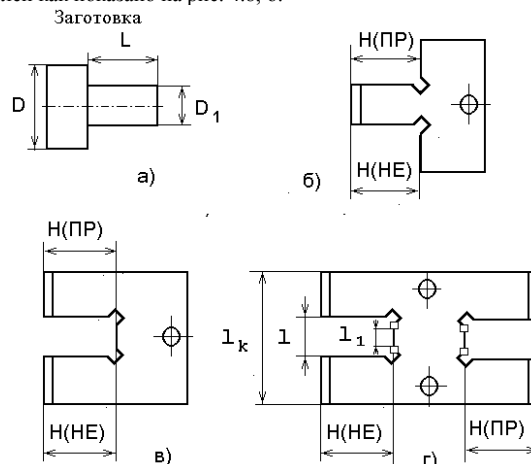 Заготовка
L
D
D1
а)
Н(ПР)
Н(НЕ)
б)
Н(ПР)
Н(НЕ)
в)
lk
l
l1
Н(НЕ)
Н(ПР)
г)